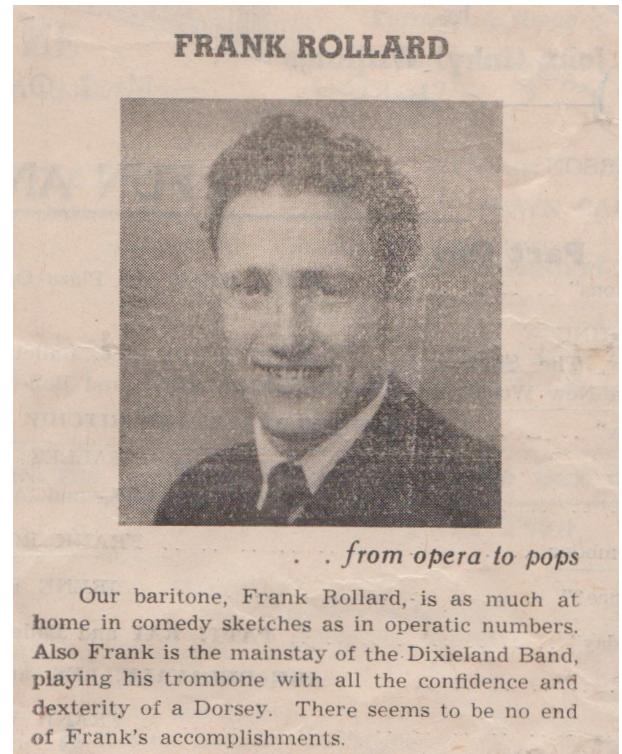 FRANK ROLLARD
. . from opera to pops
Our baritone, Frank Rollard, is as much at
home in comedy sketches as in operatic numbers.
Also Frank is the mainstay of the Dixieland Band,
playing his trombone with all the confidence and
dexterity of a Dorsey. There seems to be no end
of Frank's accomplishments.